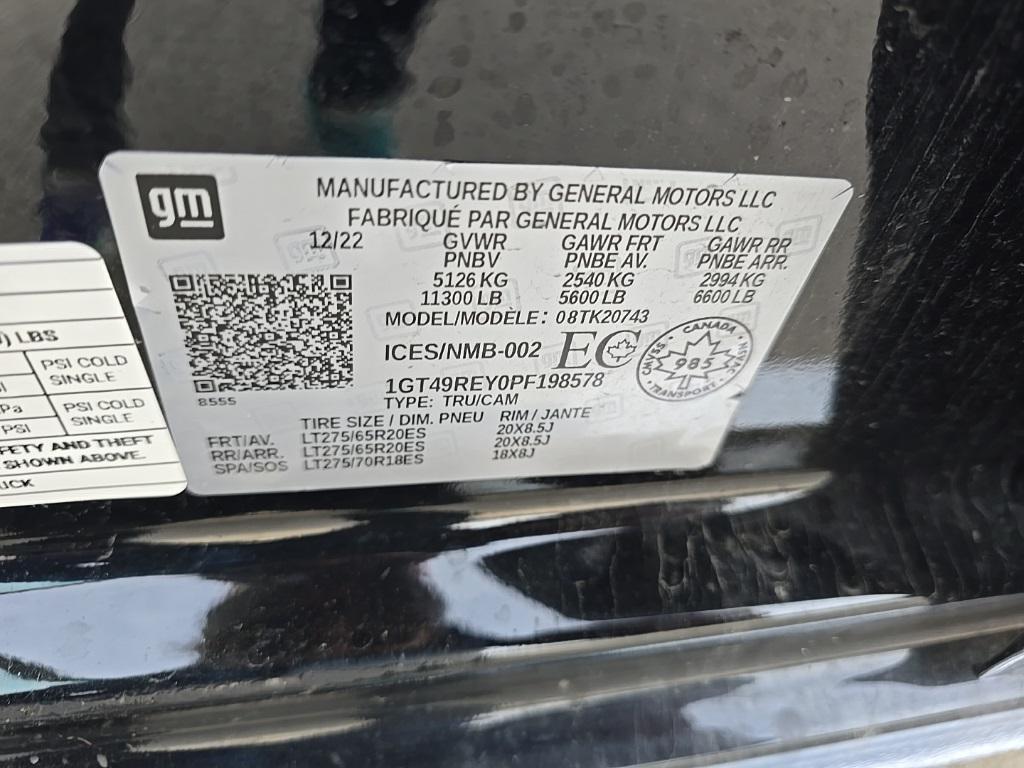 gm
MANUFACTURED BY GENERAL MOTORS LLC
FABRIQUÉ PAR GENERAL MOTORS LLC
12/22 GVWR GAWR FRT GAWR RR
PNBV PNBE AV. PNBE ARR.
5126 KG 2540 KG 2994 KG
11300 LB 5600 LB 6600 LB
MODEL/MODÈLE: 08TK20743
ICES/NMB-002 EC
CANADA
985
TRANSPORT
1GT49REY0PF198578
8555
TYPE: TRU/CAM
TIRE SIZE / DIM. PNEU RIM / JANTE
FRT/AV. LT275/65R20ES 20X8.5J
RR/ARR. LT275/65R20ES 20X8.5J
SPA/SOS LT275/70R18ES 18X8J
) LBS
PSI COLD
SINGLE
PSI COLD
PSI SINGLE
AND THEFT
SHOWN ABOVE.